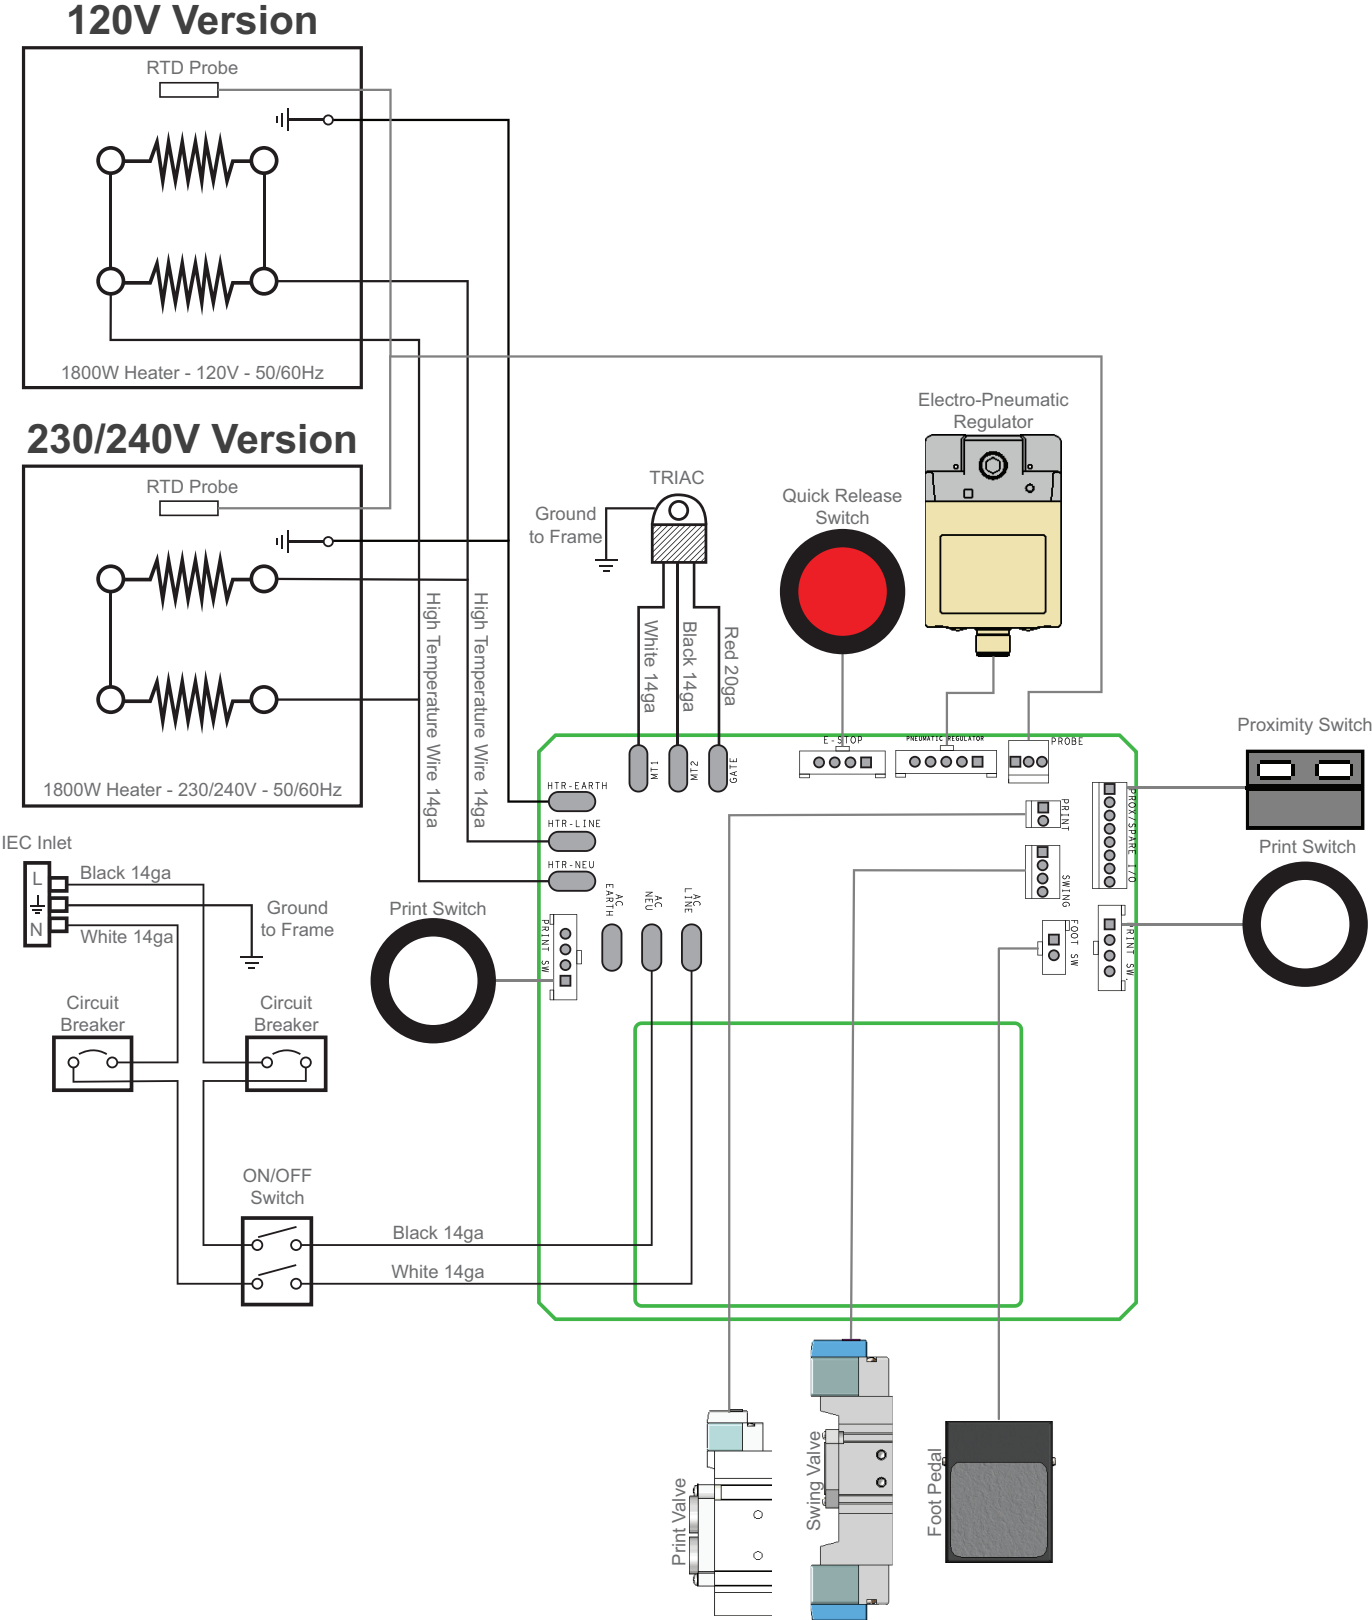 120V Version
RTD Probe
1800W Heater - 120V - 50/60Hz
230/240V Version
RTD Probe
1800W Heater - 230/240V - 50/60Hz
High Temperature Wire 14ga
High Temperature Wire 14ga
TRIAC
Ground
to Frame
White 14ga
Black 14ga
Red 20ga
Quick Release
Switch
Electro-Pneumatic
Regulator
Proximity Switch
Print Switch
E-STOP
PNEUMATIC REGULATOR
PROBE
MT1
MT2
GATE
HTR-EARTH
HTR-LINE
HTR-NEU
AC
EARTH
AC
NEU
AC
LINE
PRINT SW
PRINT
SWING
FOOT SW
PROX/SPARE I/O
PRINT SW.
IEC Inlet
L
N
Black 14ga
White 14ga
Ground
to Frame
Print Switch
Circuit
Breaker
Circuit
Breaker
ON/OFF
Switch
Black 14ga
White 14ga
Print Valve
Swing Valve
Foot Pedal